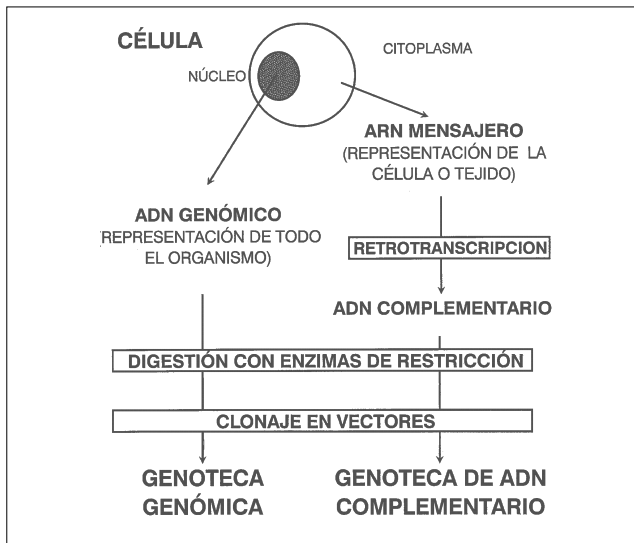 CÉLULA
CITOPLASMA
NÚCLEO
ARN MENSAJERO
(REPRESENTACIÓN DE LA
CÉLULA O TEJIDO)
ADN GENÓMICO
(REPRESENTACIÓN DE TODO
EL ORGANISMO)
RETROTRANSCRIPCION
ADN COMPLEMENTARIO
DIGESTIÓN CON ENZIMAS DE RESTRICCIÓN
CLONAJE EN VECTORES
GENOTECA
GENÓMICA
GENOTECA DE ADN
COMPLEMENTARIO